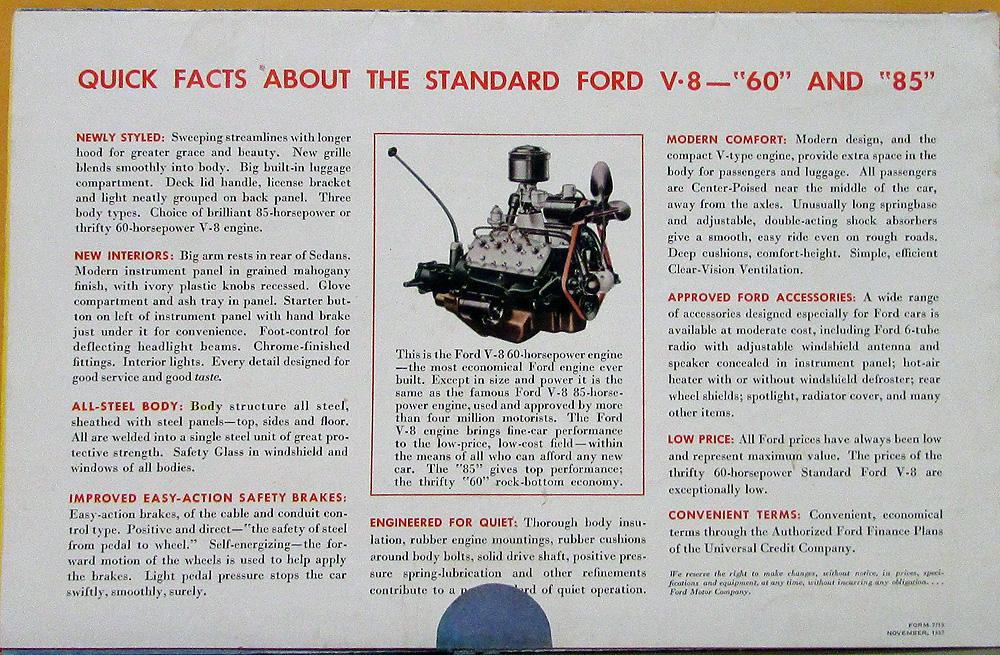 QUICK FACTS ABOUT THE STANDARD FORD V·8—"60" AND "85"
NEWLY STYLED: Sweeping streamlines with longer
hood for greater grace and beauty. New grille
blends smoothly into body. Big built-in luggage
compartment. Deck lid handle, license bracket
and light neatly grouped on back panel. Three
body types. Choice of brilliant 85-horsepower or
thrifty 60-horsepower V-8 engine.
NEW INTERIORS: Big arm rests in rear of Sedans.
Modern instrument panel in grained mahogany
finish, with ivory plastic knobs recessed. Glove
compartment and ash tray in panel. Starter but-
ton on left of instrument panel with hand brake
just under it for convenience. Foot-control for
deflecting headlight beams. Chrome-finished
fittings. Interior lights. Every detail designed for
good service and good taste.
ALL-STEEL BODY: Body structure all steel,
sheathed with steel panels—top, sides and floor.
All are welded into a single steel unit of great pro-
tective strength. Safety Glass in windshield and
windows of all bodies.
IMPROVED EASY-ACTION SAFETY BRAKES:
Easy-action brakes, of the cable and conduit con-
trol type. Positive and direct—"the safety of steel
from pedal to wheel." Self-energizing—the for-
ward motion of the wheels is used to help apply
the brakes. Light pedal pressure stops the car
swiftly, smoothly, surely.
This is the Ford V-8 60-horsepower engine
—the most economical Ford engine ever
built. Except in size and power it is the
same as the famous Ford V-8 85-horse-
power engine, used and approved by more
than four million motorists. The Ford
V-8 engine brings fine-car performance
to the low-price, low-cost field—within
the means of all who can afford any new
car. The "85" gives top performance;
the thrifty "60" rock-bottom economy.
ENGINEERED FOR QUIET: Thorough body insu-
lation, rubber engine mountings, rubber cushions
around body bolts, solid drive shaft, positive pres-
sure spring-lubrication and other refinements
contribute to a of quiet operation.
MODERN COMFORT: Modern design, and the
compact V-type engine, provide extra space in the
body for passengers and luggage. All passengers
are Center-Poised near the middle of the car,
away from the axles. Unusually long springbase
and adjustable, double-acting shock absorbers
give a smooth, easy ride even on rough roads.
Deep cushions, comfort-height. Simple, efficient
Clear-Vision Ventilation.
APPROVED FORD ACCESSORIES: A wide range
of accessories designed especially for Ford cars is
available at moderate cost, including Ford 6-tube
radio with adjustable windshield antenna and
speaker concealed in instrument panel; hot-air
heater with or without windshield defroster; rear
wheel shields; spotlight, radiator cover, and many
other items.
LOW PRICE: All Ford prices have always been low
and represent maximum value. The prices of the
thrifty 60-horsepower Standard Ford V-8 are
exceptionally low.
CONVENIENT TERMS: Convenient, economical
terms through the Authorized Ford Finance Plans
of the Universal Credit Company.
We reserve the right to make changes, without notice, in prices, speci-
fications and equipment, at any time, without incurring any obligation. . . .
Ford Motor Company.
FORM
NOVEMBER, 1937